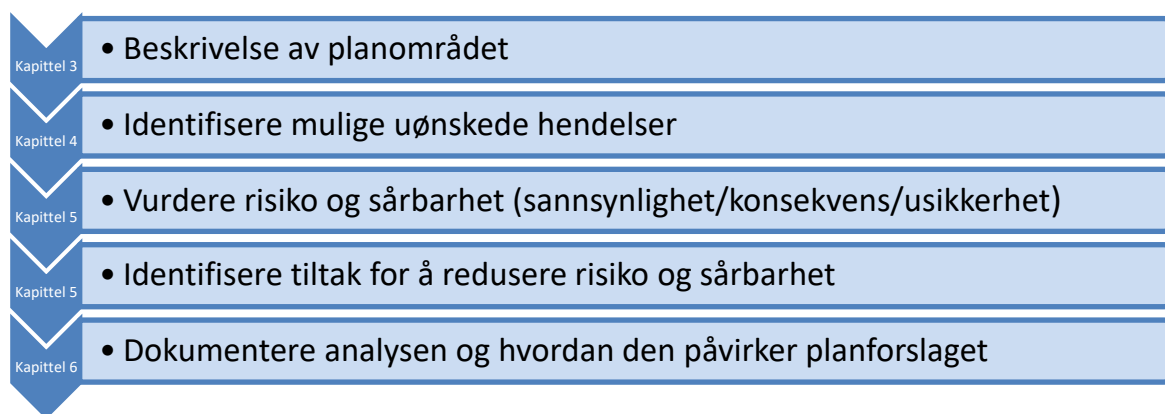 Kapittel 3
• Beskrivelse av planområdet
Kapittel 4
• Identifisere mulige uønskede hendelser
Kapittel 5
• Vurdere risiko og sårbarhet (sannsynlighet/konsekvens/usikkerhet)
Kapittel 5
• Identifisere tiltak for å redusere risiko og sårbarhet
Kapittel 6
• Dokumentere analysen og hvordan den påvirker planforslaget